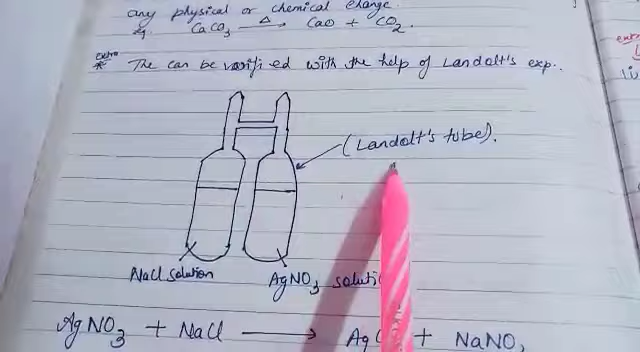 any physical or chemical change.
eg. CaCO₃ —Δ→ CaO + CO₂.
Extra
* The can be verified with the help of Landolt's exp..
(Landolt's tube).
NaCl solution
AgNO₃ soluti
AgNO₃ + NaCl ⟶ Ag + NaNO₃